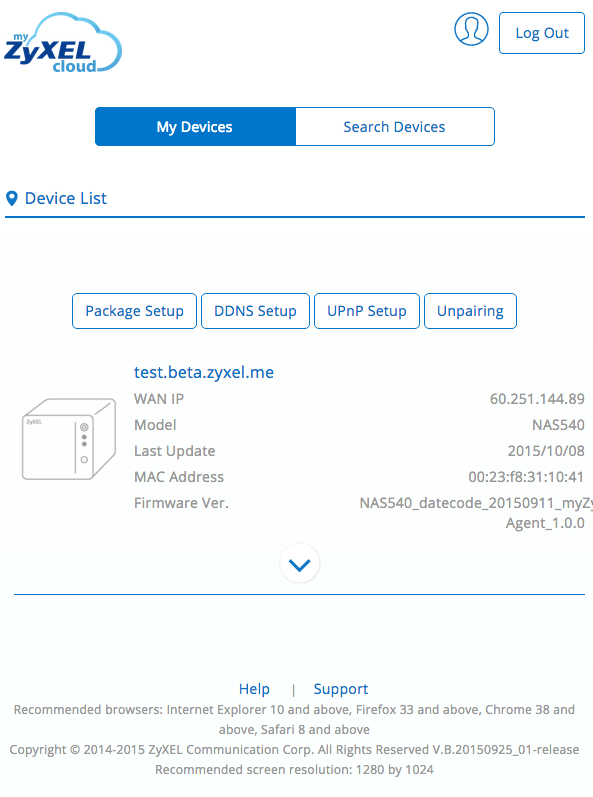 my
ZyXEL
cloud
Log Out
My Devices
Search Devices
Device List
Package Setup
DDNS Setup
UPnP Setup
Unpairing
test.beta.zyxel.me
WAN IP 60.251.144.89
Model NAS540
Last Update 2015/10/08
MAC Address 00:23:f8:31:10:41
Firmware Ver. NAS540_datecode_20150911_myZy
Agent_1.0.0
ZyXEL
Help | Support
Recommended browsers: Internet Explorer 10 and above, Firefox 33 and above, Chrome 38 and
above, Safari 8 and above
Copyright © 2014-2015 ZyXEL Communication Corp. All Rights Reserved V.B.20150925_01-release
Recommended screen resolution: 1280 by 1024